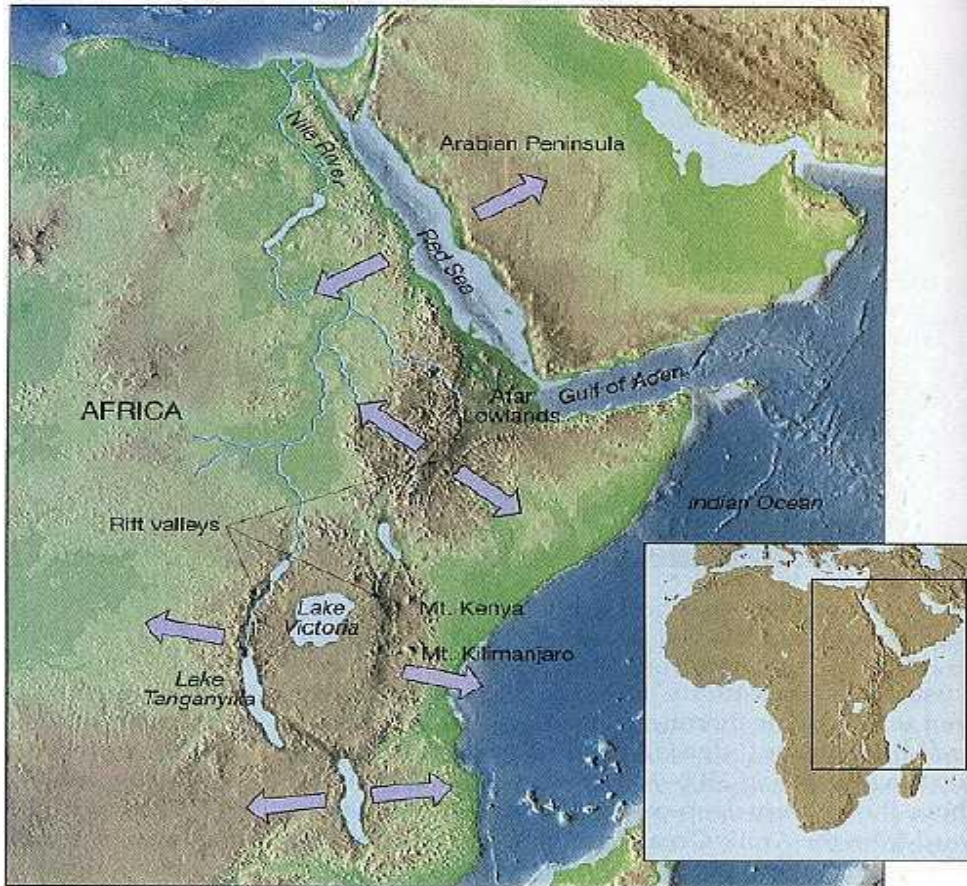 Nile River
Arabian Peninsula
Red Sea
AFRICA
Afar
Lowlands
Gulf of Aden
Indian Ocean
Rift valleys
Lake
Victoria
Mt. Kenya
Mt. Kilimanjaro
Lake
Tanganyika